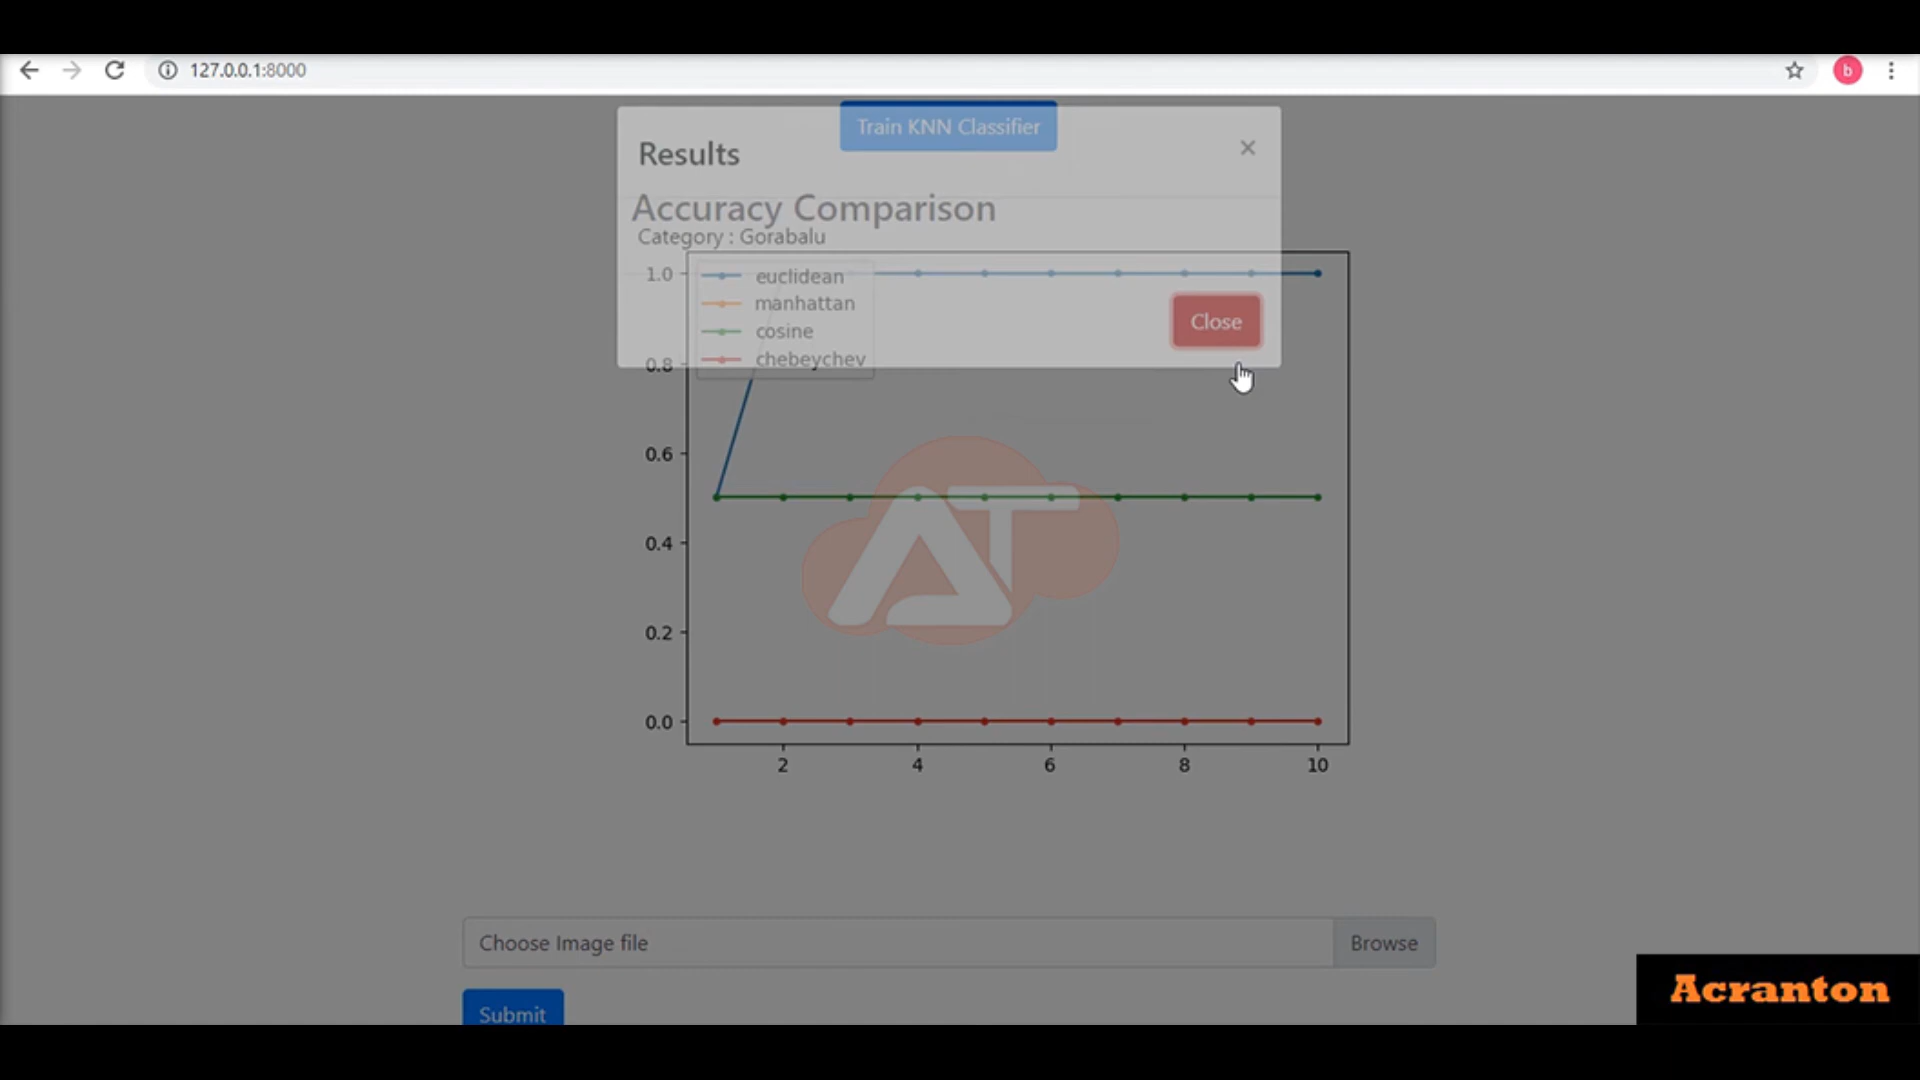 127.0.0.1:8000
b
Train KNN Classifier
Results
×
Accuracy Comparison
Category : Gorabalu
1.0
0.8
0.6
0.4
0.2
0.0
euclidean
manhattan
cosine
chebeychev
Close
AT
2 4 6 8 10
Choose Image file Browse
Submit
Acranton